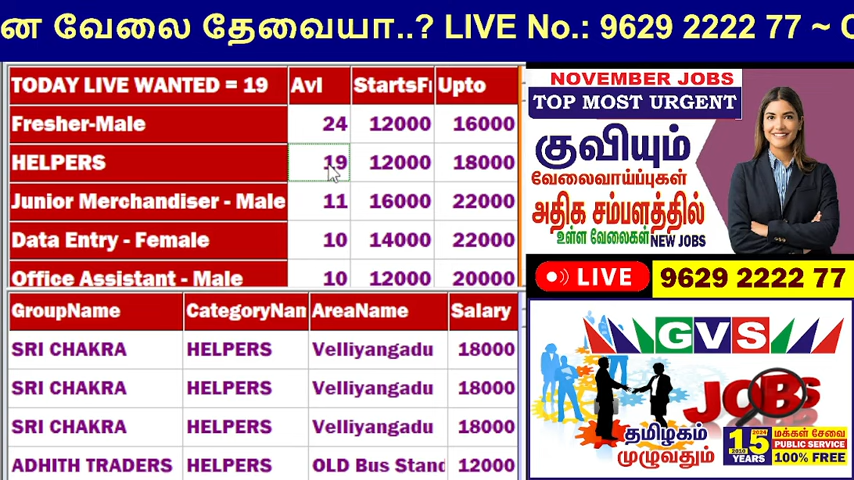 ன வேலை தேவையா..? LIVE No.: 9629 2222 77 ~ C
TODAY LIVE WANTED = 19 Avl StartsFr Upto
Fresher-Male 24 12000 16000
HELPERS 19 12000 18000
Junior Merchandiser - Male 11 16000 22000
Data Entry - Female 10 14000 22000
Office Assistant - Male 10 12000 20000
GroupName CategoryNan AreaName Salary
SRI CHAKRA HELPERS Velliyangadu 18000
SRI CHAKRA HELPERS Velliyangadu 18000
SRI CHAKRA HELPERS Velliyangadu 18000
ADHITH TRADERS HELPERS OLD Bus Stand 12000
NOVEMBER JOBS
TOP MOST URGENT
குவியும்
வேலைவாய்ப்புகள்
அதிக சம்பளத்தில்
உள்ள வேலைகள் NEW JOBS
LIVE 9629 2222 77
GVS
JOBS
தமிழகம்
முழுவதும்
2010 2024
15 YEARS
மக்கள் சேவை
PUBLIC SERVICE
100% FREE